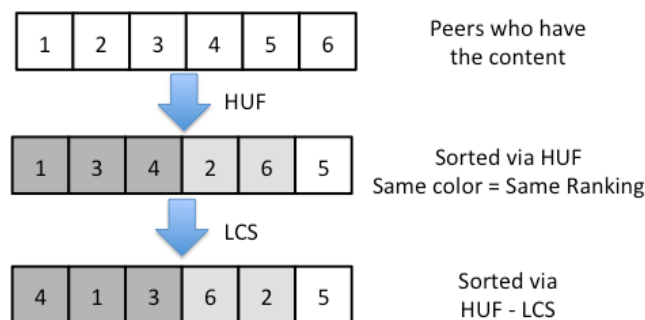 1 2 3 4 5 6
Peers who have
the content
HUF
1 3 4 2 6 5
Sorted via HUF
Same color = Same Ranking
LCS
4 1 3 6 2 5
Sorted via
HUF - LCS